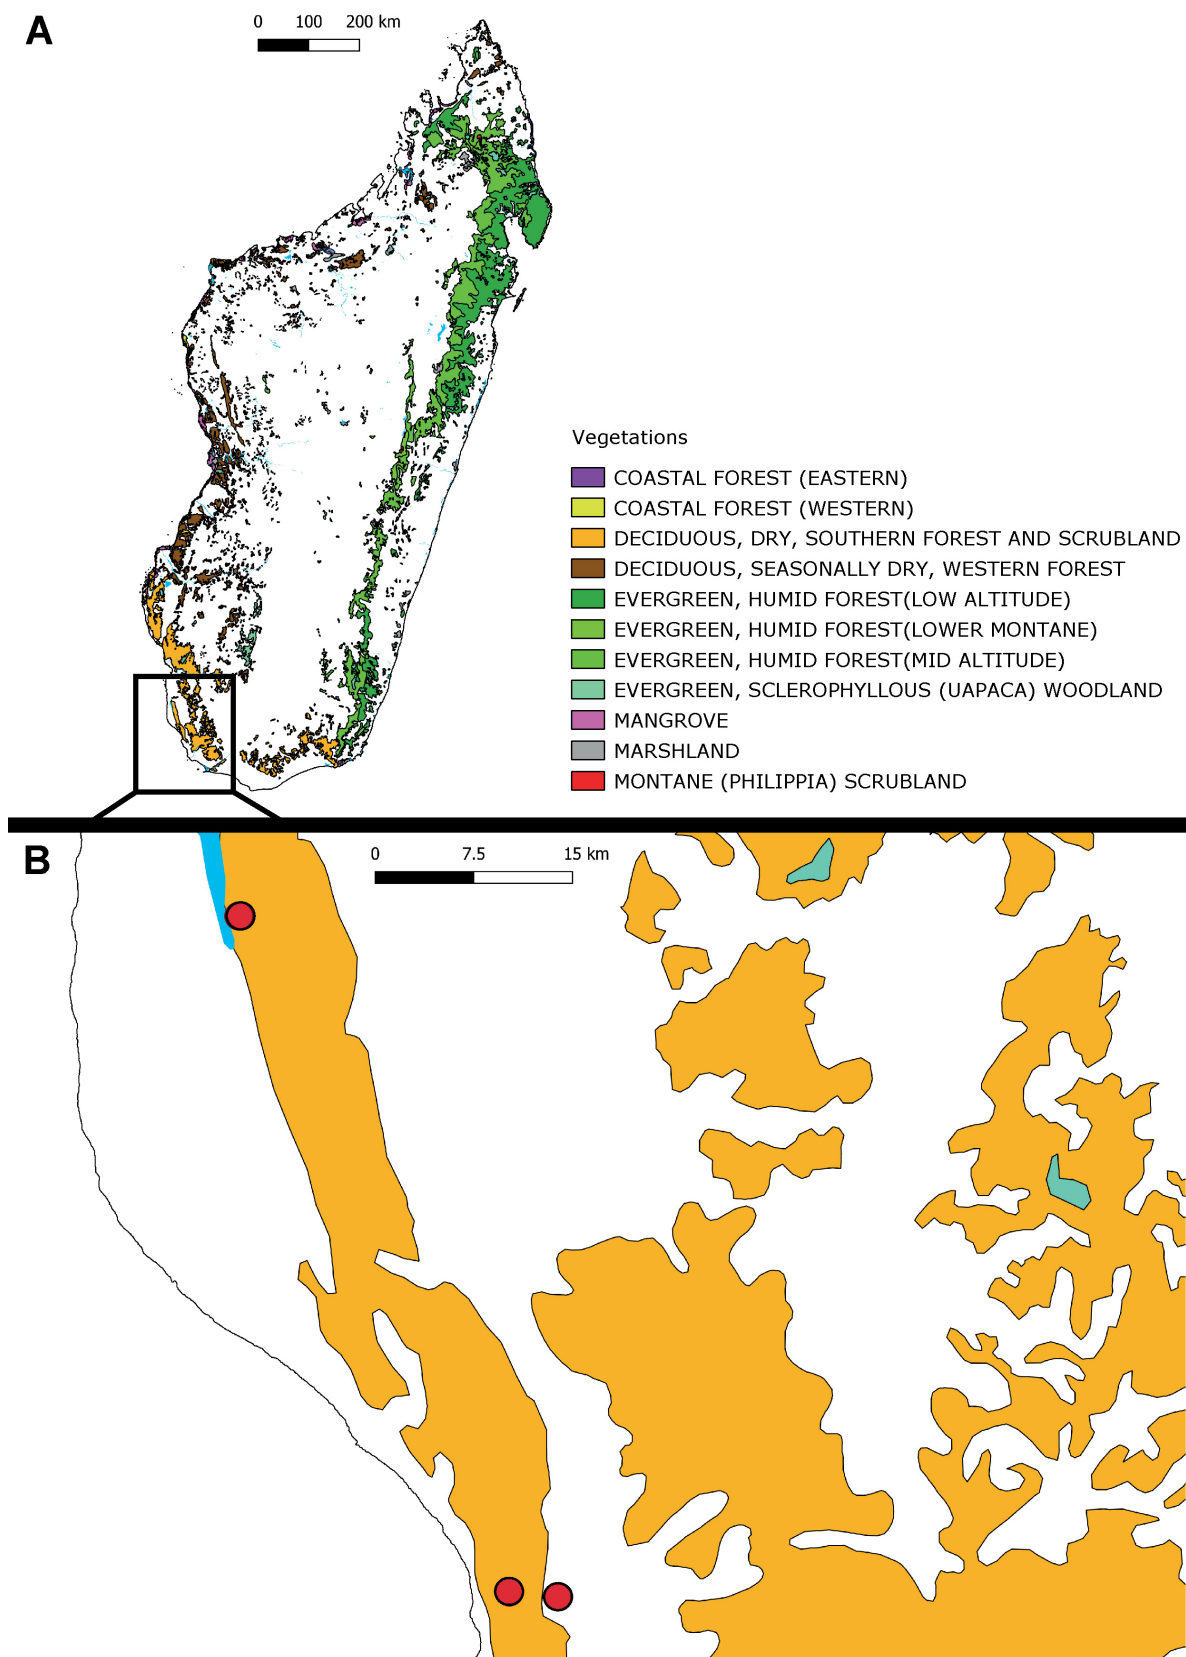 A
0 100 200 km
Vegetations
COASTAL FOREST (EASTERN)
COASTAL FOREST (WESTERN)
DECIDUOUS, DRY, SOUTHERN FOREST AND SCRUBLAND
DECIDUOUS, SEASONALLY DRY, WESTERN FOREST
EVERGREEN, HUMID FOREST(LOW ALTITUDE)
EVERGREEN, HUMID FOREST(LOWER MONTANE)
EVERGREEN, HUMID FOREST(MID ALTITUDE)
EVERGREEN, SCLEROPHYLLOUS (UAPACA) WOODLAND
MANGROVE
MARSHLAND
MONTANE (PHILIPPIA) SCRUBLAND
B
0 7.5 15 km